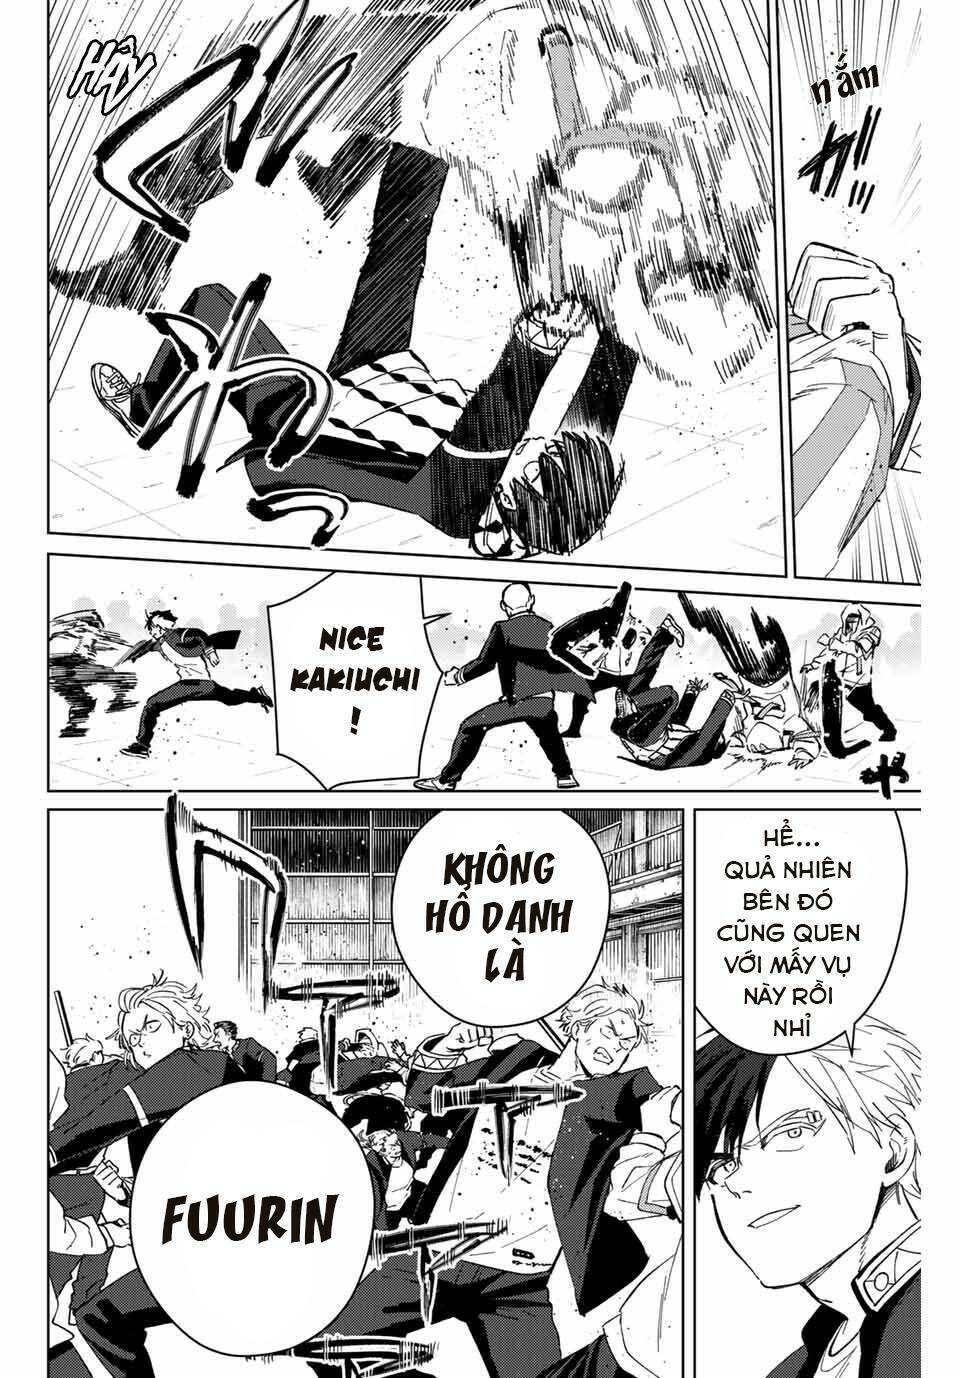 nắm
ガ!!
HÂY
NICE
KAKIUCHI
!
HỂ...
QUẢ NHIÊN
BÊN ĐÓ
CŨNG QUEN
VỚI MẤY VỤ
NÀY RỒI
NHỈ
KHÔNG
HỔ DANH
LÀ
FUURIN